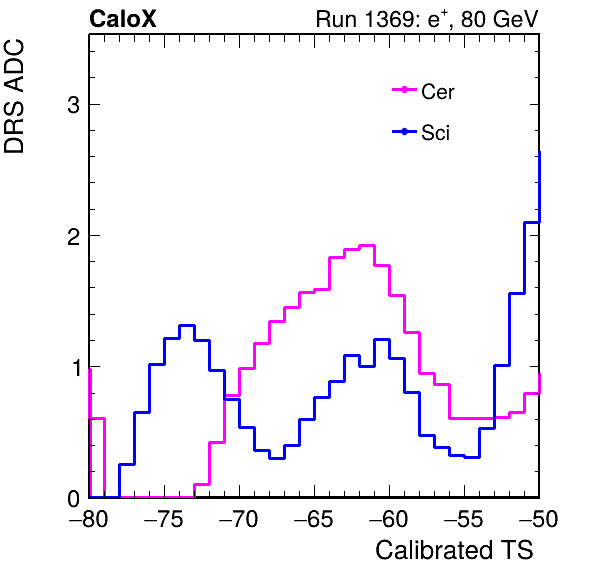 CaloX Run 1369: e⁺, 80 GeV
DRS ADC
Cer
Sci
3
2
1
0
−80 −75 −70 −65 −60 −55 −50
Calibrated TS